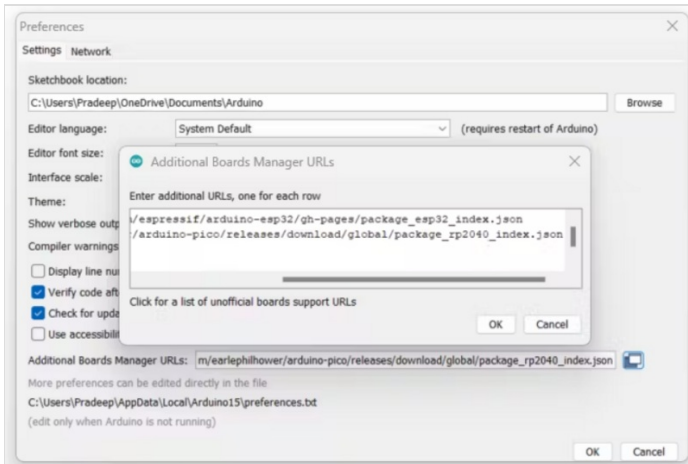 Preferences
Settings Network
Sketchbook location:
C:\Users\Pradeep\OneDrive\Documents\Arduino
Browse
Editor language: System Default (requires restart of Arduino)
Editor font size:
Additional Boards Manager URLs
Interface scale:
Enter additional URLs, one for each row
Theme:
/espressif/arduino-esp32/gh-pages/package_esp32_index.json
Show verbose outp
/arduino-pico/releases/download/global/package_rp2040_index.json
Compiler warnings
Display line nu
Verify code aft
Click for a list of unofficial boards support URLs
Check for upda
OK Cancel
Use accessibili
Additional Boards Manager URLs: m/earlephilhower/arduino-pico/releases/download/global/package_rp2040_index.json
More preferences can be edited directly in the file
C:\Users\Pradeep\AppData\Local\Arduino15\preferences.txt
(edit only when Arduino is not running)
OK Cancel